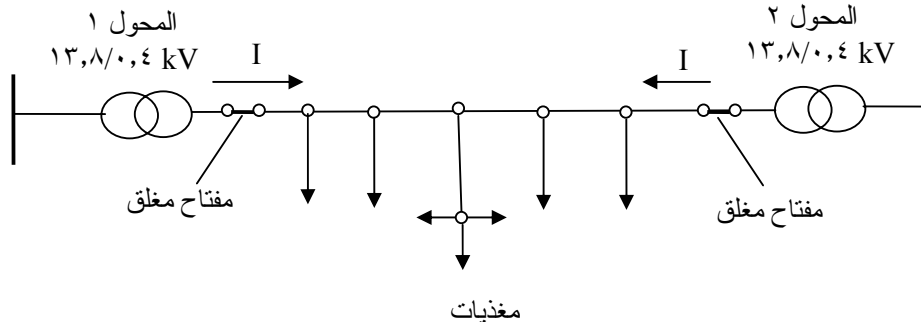 المحول ١
١٣,٨/٠,٤ kV
I
المحول ٢
١٣,٨/٠,٤ kV
I
مفتاح مغلق
مفتاح مغلق
مغذيات